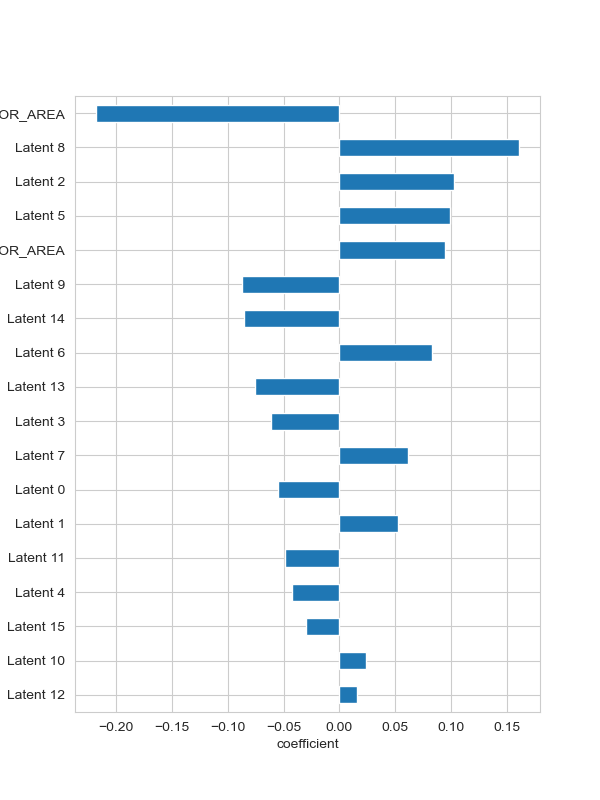 OR_AREA
Latent 8
Latent 2
Latent 5
OR_AREA
Latent 9
Latent 14
Latent 6
Latent 13
Latent 3
Latent 7
Latent 0
Latent 1
Latent 11
Latent 4
Latent 15
Latent 10
Latent 12
−0.20 −0.15 −0.10 −0.05 0.00 0.05 0.10 0.15
coefficient